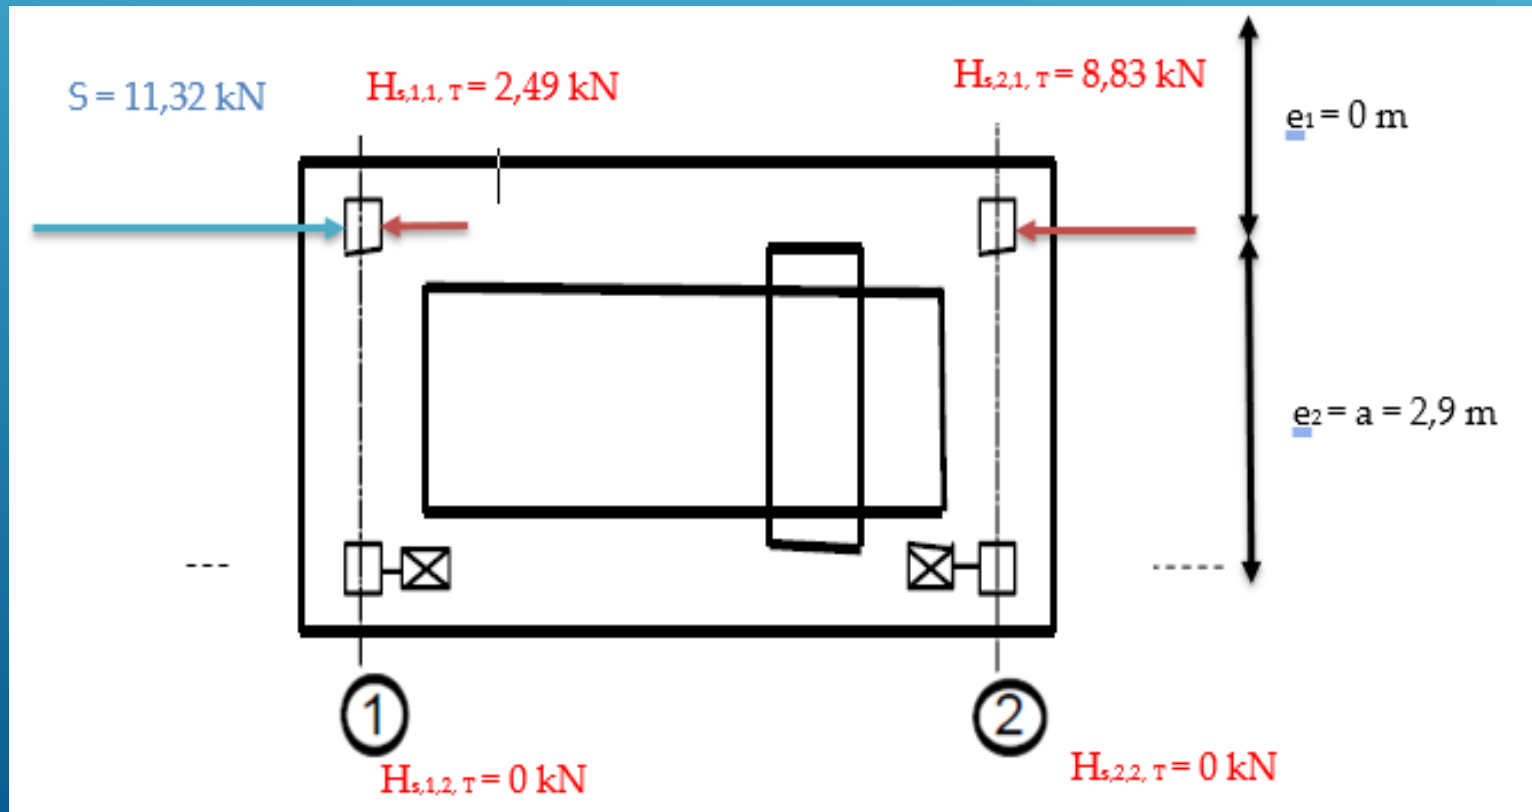 S = 11,32 kN
Hs,1,1, T = 2,49 kN
Hs,2,1, T = 8,83 kN
e1 = 0 m
e2 = a = 2,9 m
1
2
Hs,1,2, T = 0 kN
Hs,2,2, T = 0 kN